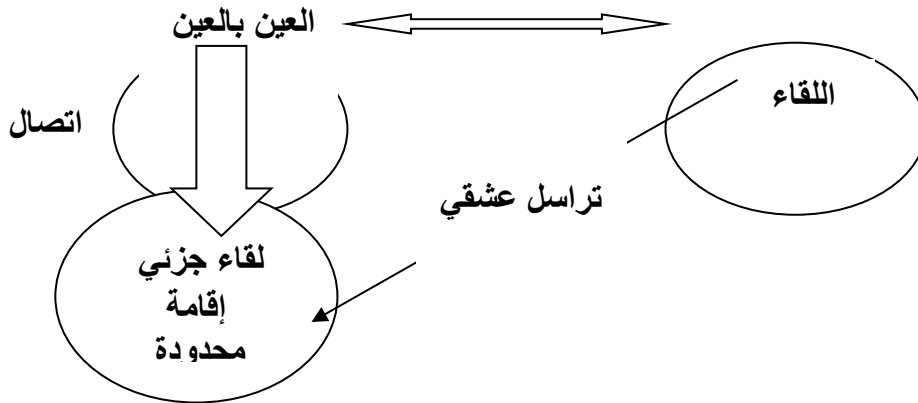 العين بالعين
اللقاء
اتصال
تراسل عشقي
لقاء جزئي
إقامة
محدودة